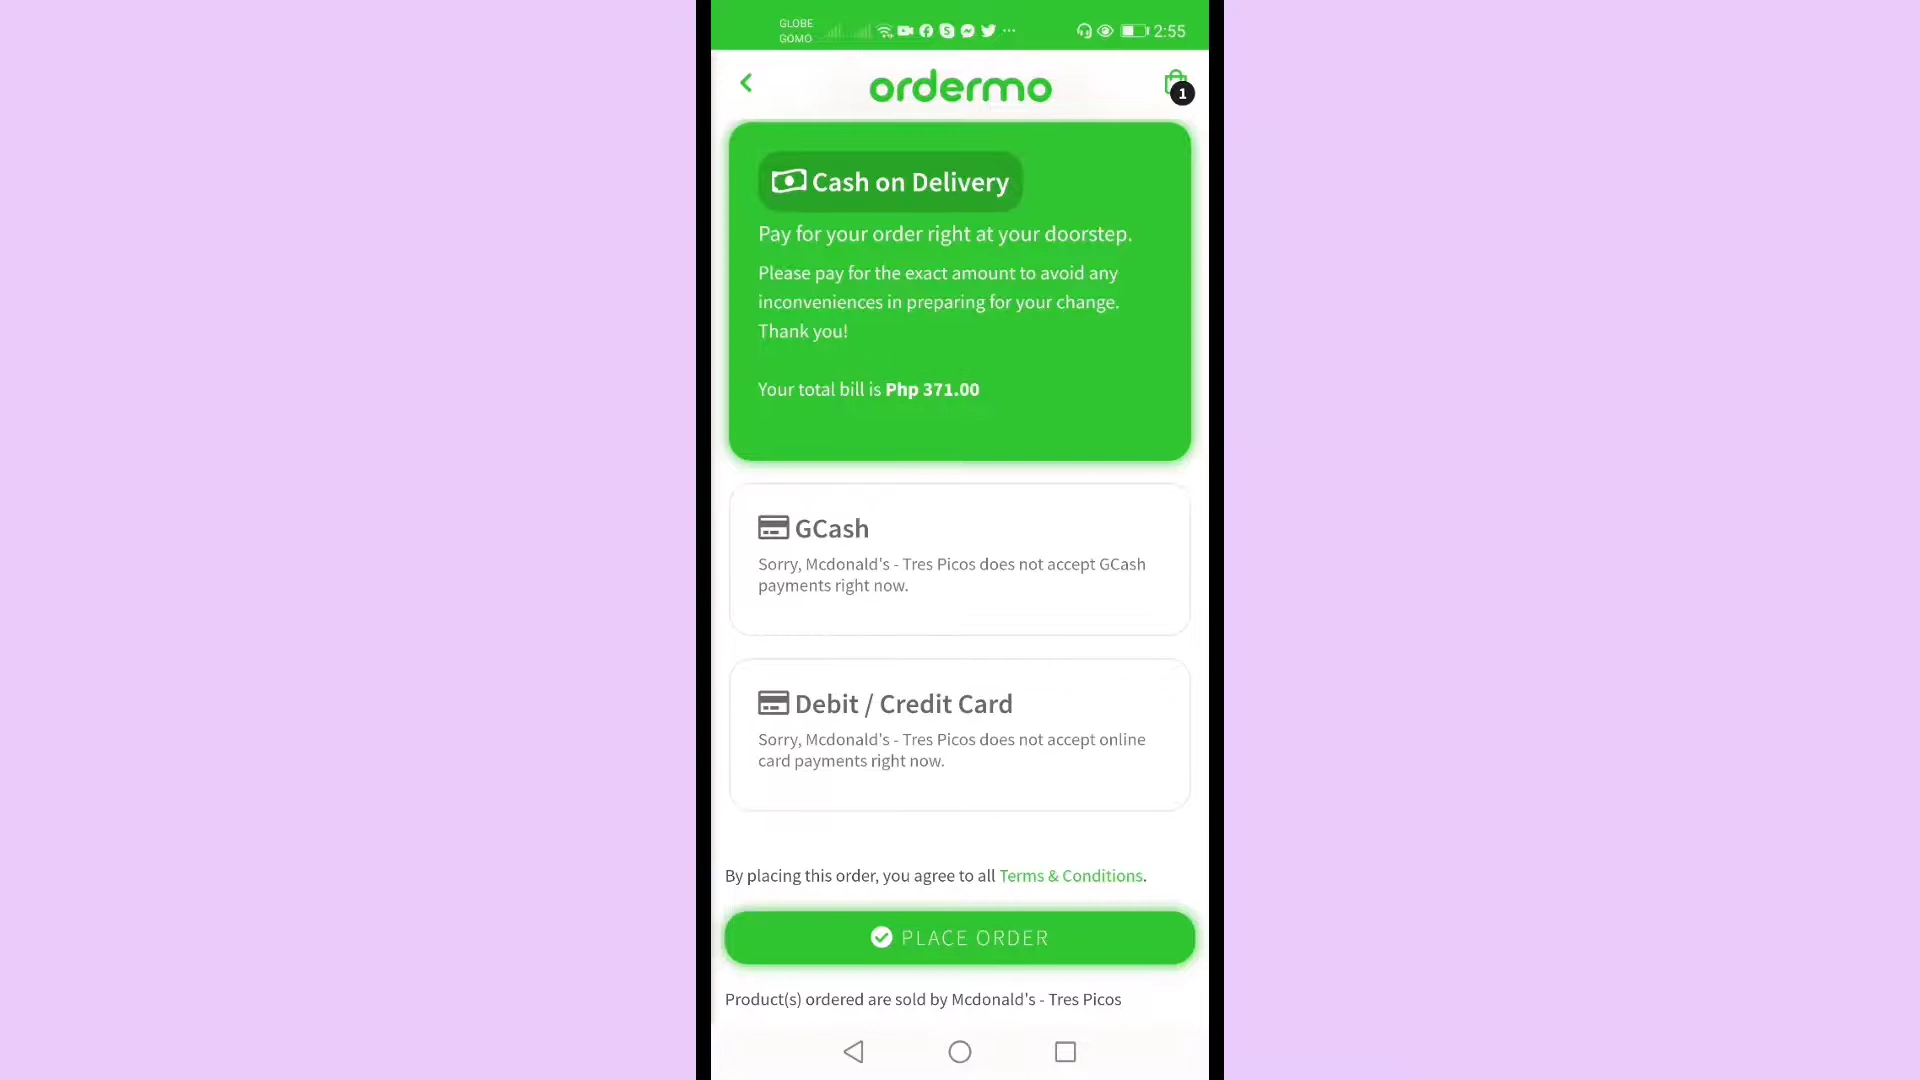 GLOBE
GOMO
2:55
ordermo
1
Cash on Delivery
Pay for your order right at your doorstep.
Please pay for the exact amount to avoid any
inconveniences in preparing for your change.
Thank you!
Your total bill is Php 371.00
GCash
Sorry, Mcdonald's - Tres Picos does not accept GCash
payments right now.
Debit / Credit Card
Sorry, Mcdonald's - Tres Picos does not accept online
card payments right now.
By placing this order, you agree to all Terms & Conditions.
PLACE ORDER
Product(s) ordered are sold by Mcdonald's - Tres Picos